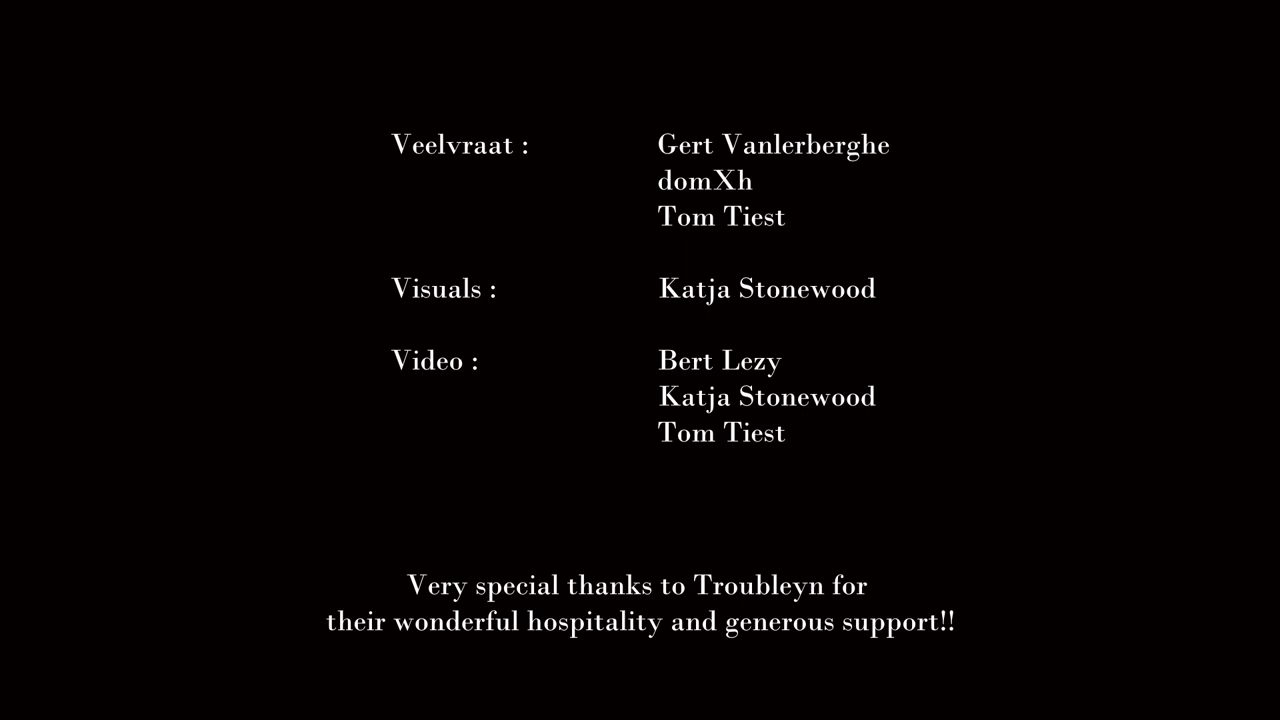 Veelvraat : Gert Vanlerberghe
domXh
Tom Tiest
Visuals : Katja Stonewood
Video : Bert Lezy
Katja Stonewood
Tom Tiest
Very special thanks to Troubleyn for
their wonderful hospitality and generous support!!